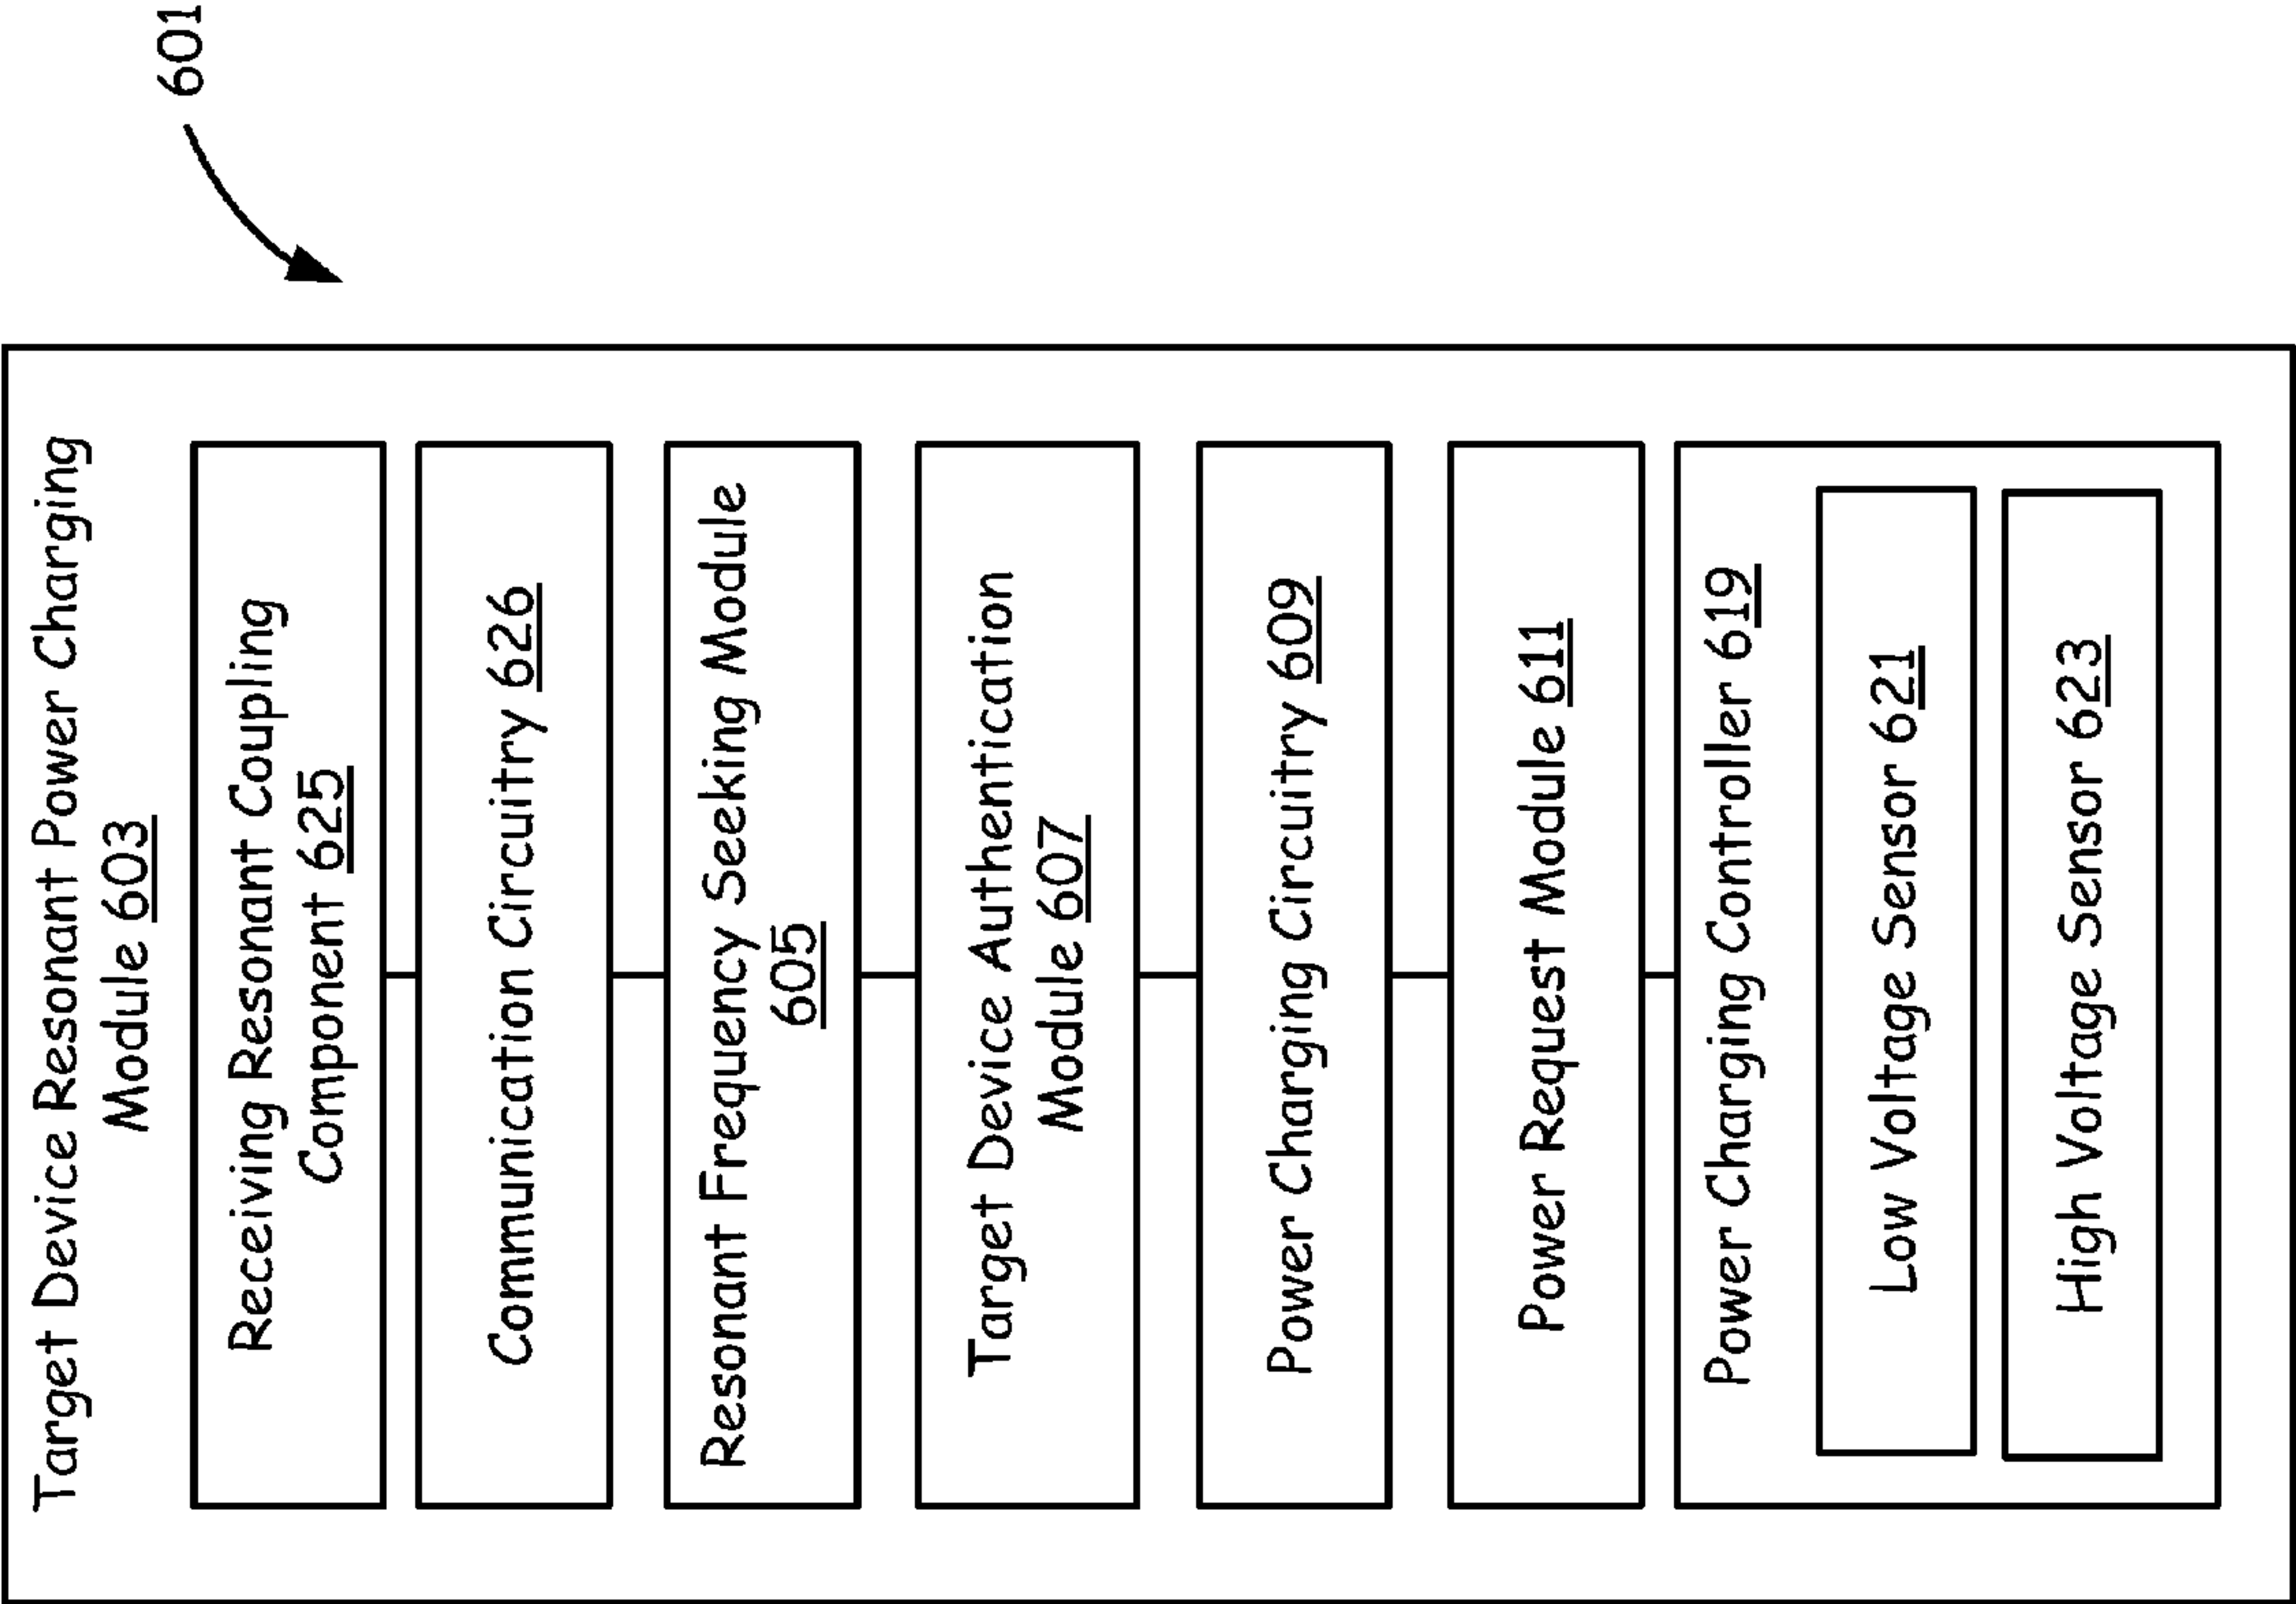 601
Target Device Resonant Power Charging
Module 603
Receiving Resonant Coupling
Component 625
Communication Circuitry 626
Resonant Frequency Seeking Module
605
Target Device Authentication
Module 607
Power Charging Circuitry 609
Power Request Module 611
Power Charging Controller 619
Low Voltage Sensor 621
High Voltage Sensor 623